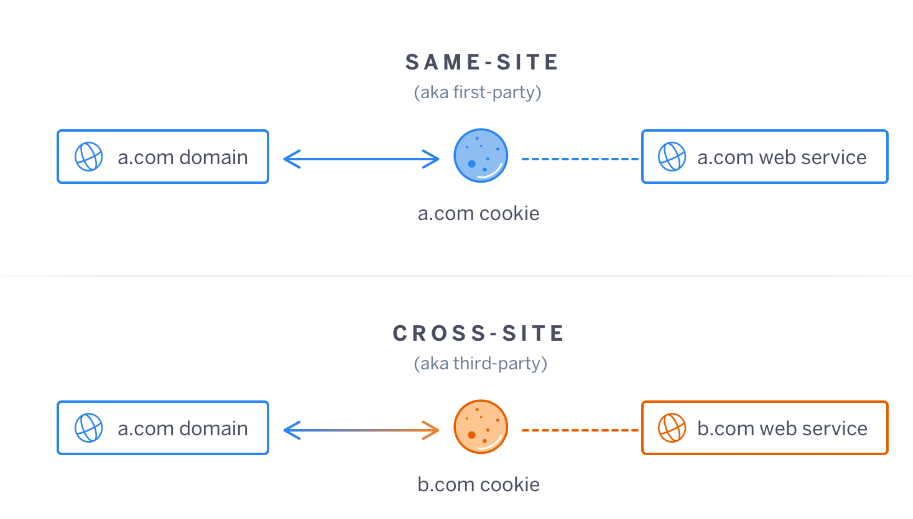 SAME-SITE
(aka first-party)
a.com domain
a.com web service
a.com cookie
CROSS-SITE
(aka third-party)
a.com domain
b.com web service
b.com cookie